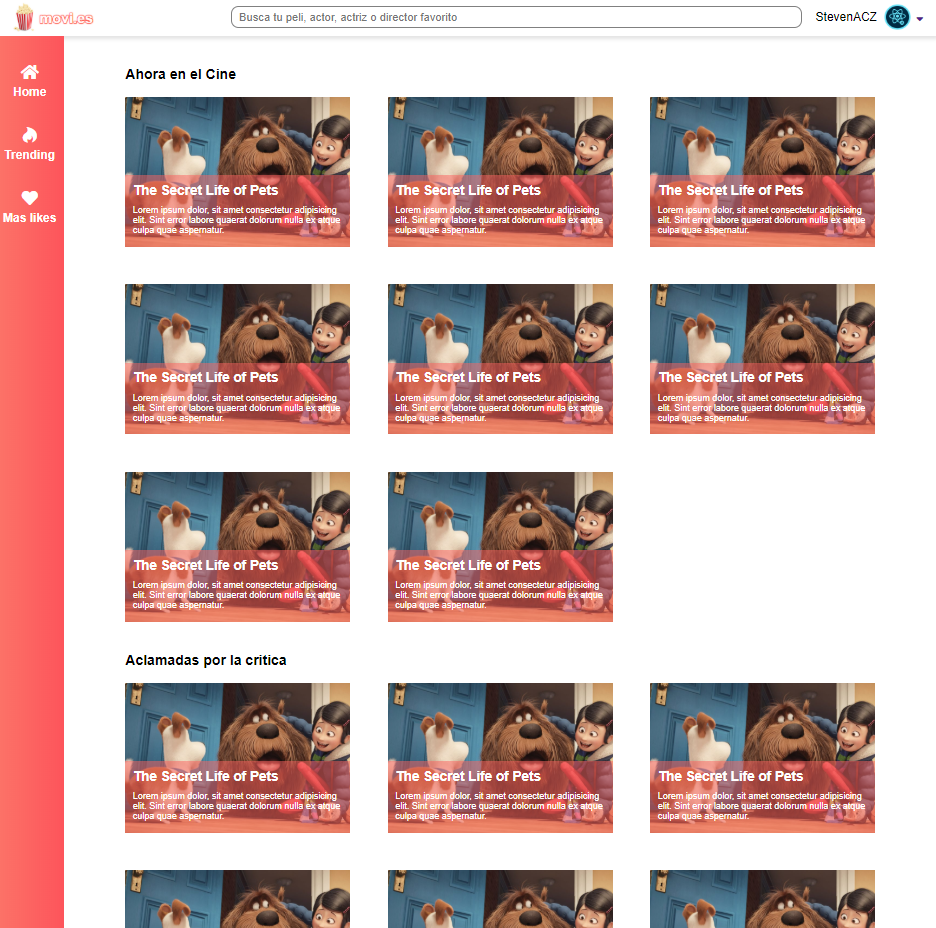 movi.es
Busca tu peli, actor, actriz o director favorito
StevenACZ
Home
Trending
Mas likes
Ahora en el Cine
The Secret Life of Pets
Lorem ipsum dolor, sit amet consectetur adipisicing
elit. Sint error labore quaerat dolorum nulla ex atque
culpa quae aspernatur.
The Secret Life of Pets
Lorem ipsum dolor, sit amet consectetur adipisicing
elit. Sint error labore quaerat dolorum nulla ex atque
culpa quae aspernatur.
The Secret Life of Pets
Lorem ipsum dolor, sit amet consectetur adipisicing
elit. Sint error labore quaerat dolorum nulla ex atque
culpa quae aspernatur.
The Secret Life of Pets
Lorem ipsum dolor, sit amet consectetur adipisicing
elit. Sint error labore quaerat dolorum nulla ex atque
culpa quae aspernatur.
The Secret Life of Pets
Lorem ipsum dolor, sit amet consectetur adipisicing
elit. Sint error labore quaerat dolorum nulla ex atque
culpa quae aspernatur.
The Secret Life of Pets
Lorem ipsum dolor, sit amet consectetur adipisicing
elit. Sint error labore quaerat dolorum nulla ex atque
culpa quae aspernatur.
The Secret Life of Pets
Lorem ipsum dolor, sit amet consectetur adipisicing
elit. Sint error labore quaerat dolorum nulla ex atque
culpa quae aspernatur.
The Secret Life of Pets
Lorem ipsum dolor, sit amet consectetur adipisicing
elit. Sint error labore quaerat dolorum nulla ex atque
culpa quae aspernatur.
Aclamadas por la critica
The Secret Life of Pets
Lorem ipsum dolor, sit amet consectetur adipisicing
elit. Sint error labore quaerat dolorum nulla ex atque
culpa quae aspernatur.
The Secret Life of Pets
Lorem ipsum dolor, sit amet consectetur adipisicing
elit. Sint error labore quaerat dolorum nulla ex atque
culpa quae aspernatur.
The Secret Life of Pets
Lorem ipsum dolor, sit amet consectetur adipisicing
elit. Sint error labore quaerat dolorum nulla ex atque
culpa quae aspernatur.